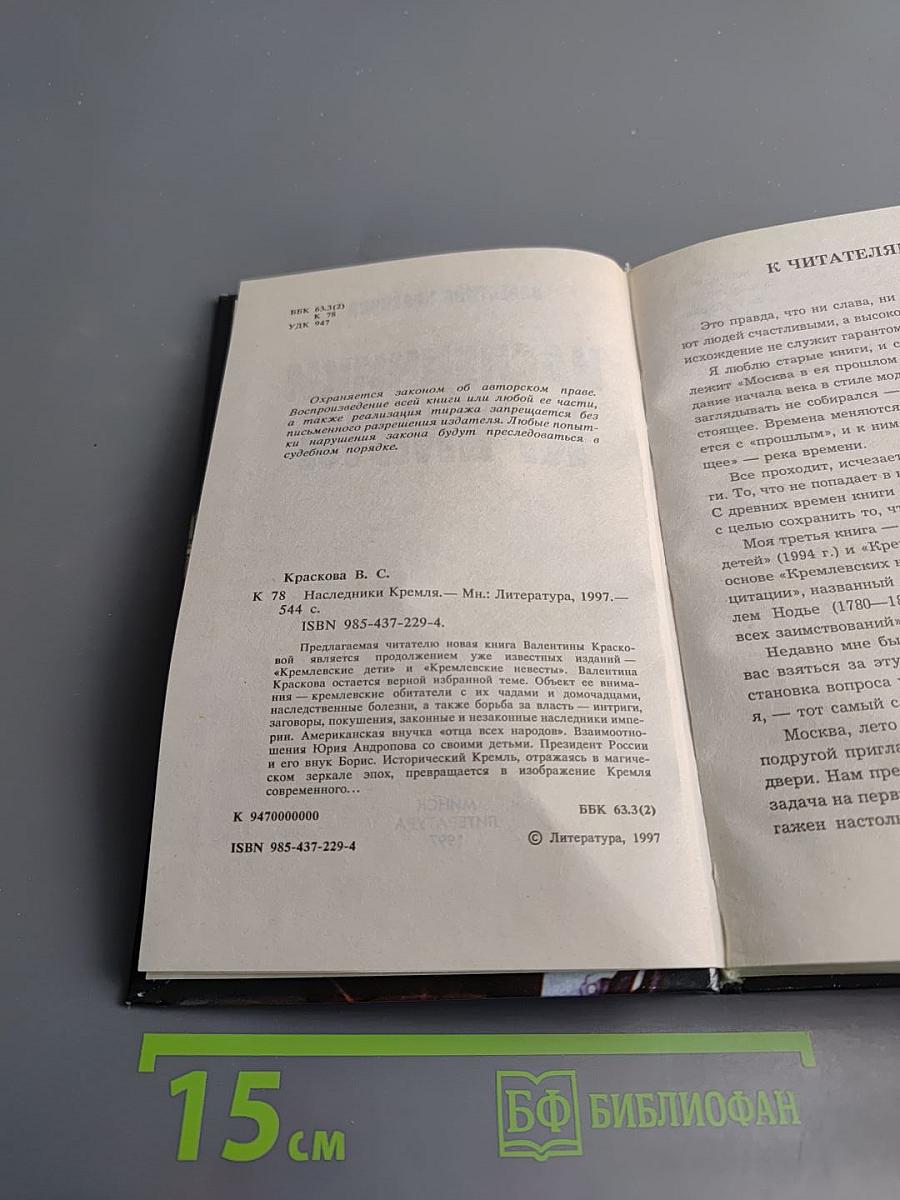 ББК 63.3(2)
К 78
УДК 947
Охраняется законом об авторском праве.
Воспроизведение всей книги или любой ее части,
а также реализация тиража запрещается без
письменного разрешения издателя. Любые попыт-
ки нарушения закона будут преследоваться в
судебном порядке.
Краскова В. С.
К 78 Наследники Кремля.— Мн.: Литература, 1997.—
544 с.
ISBN 985-437-229-4.
Предлагаемая читателю новая книга Валентины Краско-
вой является продолжением уже известных изданий —
«Кремлевские дети» и «Кремлевские невесты». Валентина
Краскова остается верной избранной теме. Объект ее внима-
ния — кремлевские обитатели с их чадами и домочадцами,
наследственные болезни, а также борьба за власть — интриги,
заговоры, покушения, законные и незаконные наследники импе-
рии. Американская внучка «отца всех народов». Взаимоотно-
шения Юрия Андропова со своими детьми. Президент России
и его внук Борис. Исторический Кремль, отражаясь в магиче-
ском зеркале эпох, превращается в изображение Кремля
современного...
К 9470000000
ББК 63.3(2)
ISBN 985-437-229-4
© Литература, 1997
К ЧИТАТЕЛЯ
Это правда, что ни слава, ни
ют людей счастливыми, а высоко
исхождение не служит гарантом
Я люблю старые книги, и с
лежит «Москва в ея прошлом
дание начала века в стиле мод
заглядывать не собирался —
стоящее. Времена меняются
ется с «прошлым», и к ним
щее» — река времени.
Все проходит, исчезает
ги. То, что не попадает в
С древних времен книги
с целью сохранить то, чт
Моя третья книга —
детей» (1994 г.) и «Кре
основе «Кремлевских н
цитации», названный
лем Нодье (1780—18
всех заимствований»
Недавно мне бы
вас взяться за эту
становка вопроса
я, — тот самый с
Москва, лето
подругой пригла
двери. Нам пре
задача на перв
гажен настоль
15 см
БФ БИБЛИОФАН